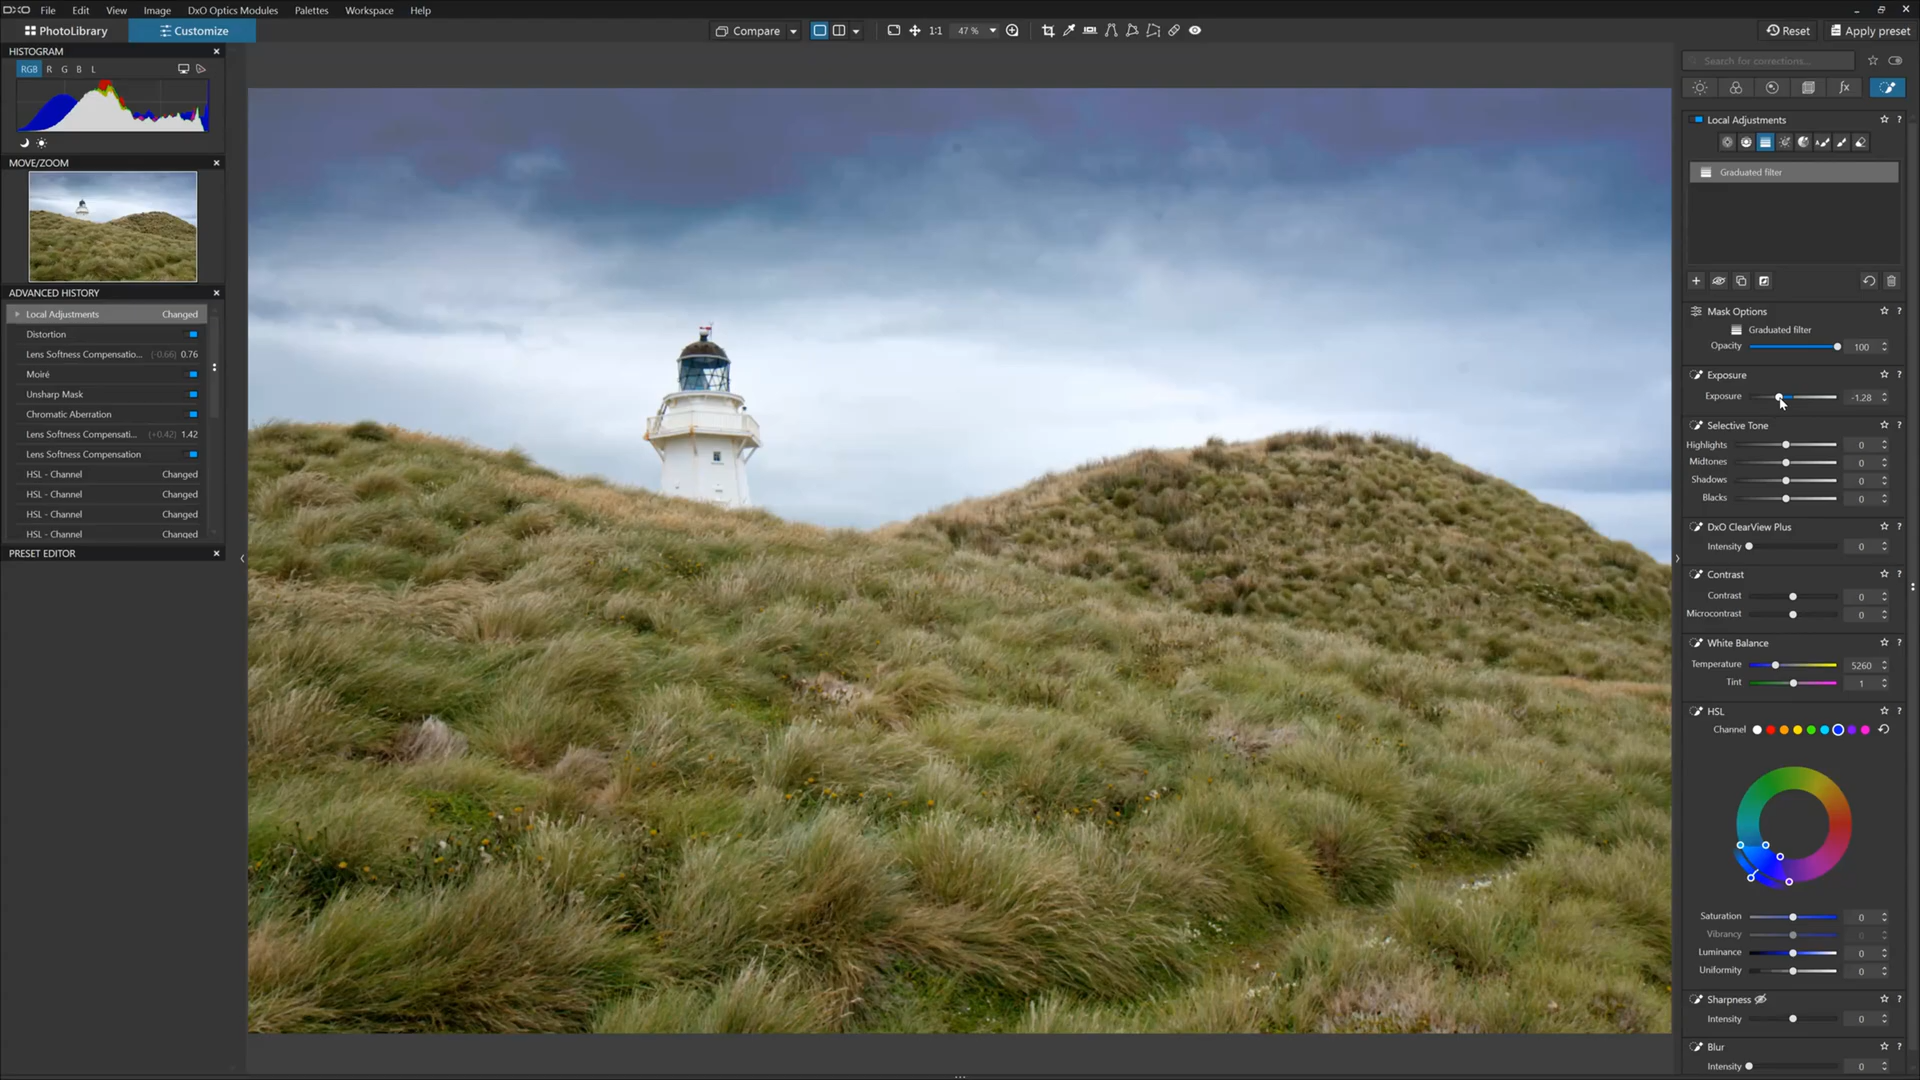 DXO File Edit View Image DxO Optics Modules Palettes Workspace Help
PhotoLibrary Customize Compare 1:1 47 % Reset Apply preset
HISTOGRAM
RGB R G B L
MOVE/ZOOM
ADVANCED HISTORY
Local Adjustments Changed
Distortion
Lens Softness Compensatio... (-0.66) 0.76
Moiré
Unsharp Mask
Chromatic Aberration
Lens Softness Compensati... (+0.42) 1.42
Lens Softness Compensation
HSL - Channel Changed
HSL - Channel Changed
HSL - Channel Changed
HSL - Channel Changed
PRESET EDITOR
Search for corrections...
fx
Local Adjustments ?
Graduated filter
Mask Options ?
Graduated filter
Opacity 100
Exposure ?
Exposure -1.28
Selective Tone ?
Highlights 0
Midtones 0
Shadows 0
Blacks 0
DxO ClearView Plus ?
Intensity 0
Contrast ?
Contrast 0
Microcontrast 0
White Balance ?
Temperature 5260
Tint 1
HSL ?
Channel
Saturation 0
Vibrancy 0
Luminance 0
Uniformity 0
Sharpness ?
Intensity 0
Blur ?
Intensity 0